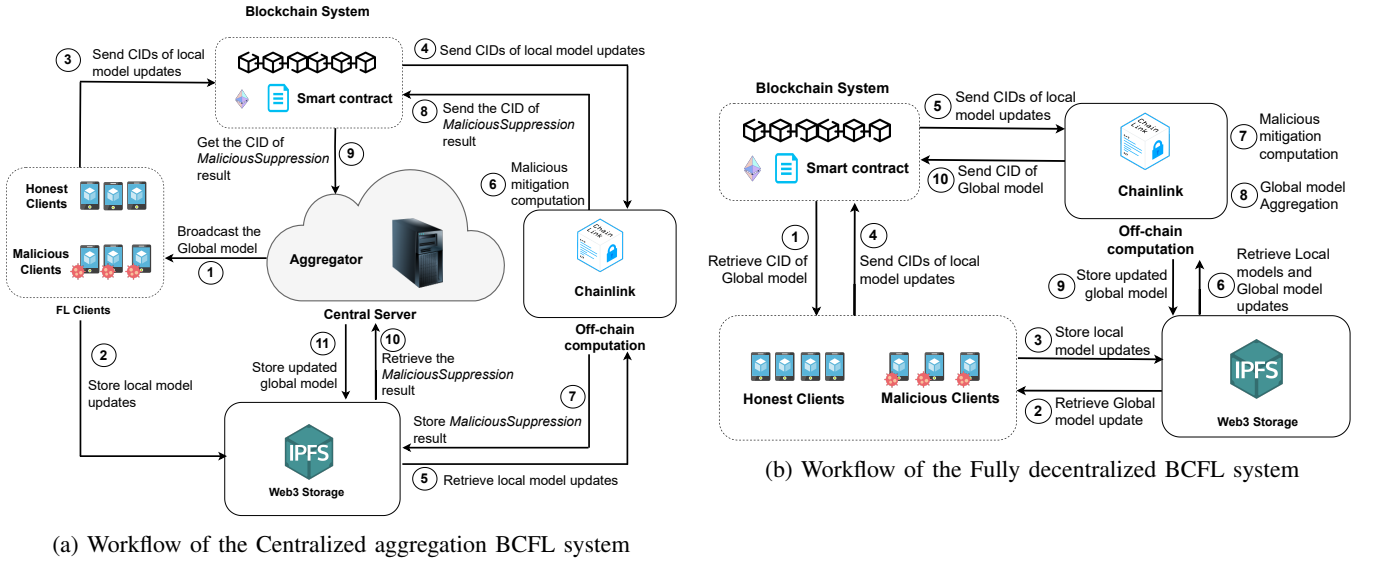 Blockchain System
3
Send CIDs of local
model updates
4
Send CIDs of local model updates
Smart contract
8
Send the CID of
MaliciousSuppression
result
Get the CID of
MaliciousSuppression
result
9
6
Malicious
mitigation
computation
Honest
Clients
Malicious
Clients
FL Clients
Broadcast the
Global model
1
Aggregator
Central Server
Chain
Link
Chainlink
Off-chain
computation
2
Store local model
updates
11
Store updated
global model
10
Retrieve the
MaliciousSuppression
result
7
Store MaliciousSuppression
result
5
Retrieve local model updates
IPFS
Web3 Storage
(a) Workflow of the Centralized aggregation BCFL system
Blockchain System
Smart contract
5
Send CIDs of local
model updates
10
Send CID of
Global model
Chain
Link
Chainlink
7
Malicious
mitigation
computation
8
Global model
Aggregation
Off-chain
computation
1
Retrieve CID of
Global model
4
Send CIDs of local
model updates
9
Store updated
global model
6
Retrieve Local
models and
Global model
updates
3
Store local
model updates
2
Retrieve Global
model update
Honest Clients
Malicious Clients
IPFS
Web3 Storage
(b) Workflow of the Fully decentralized BCFL system